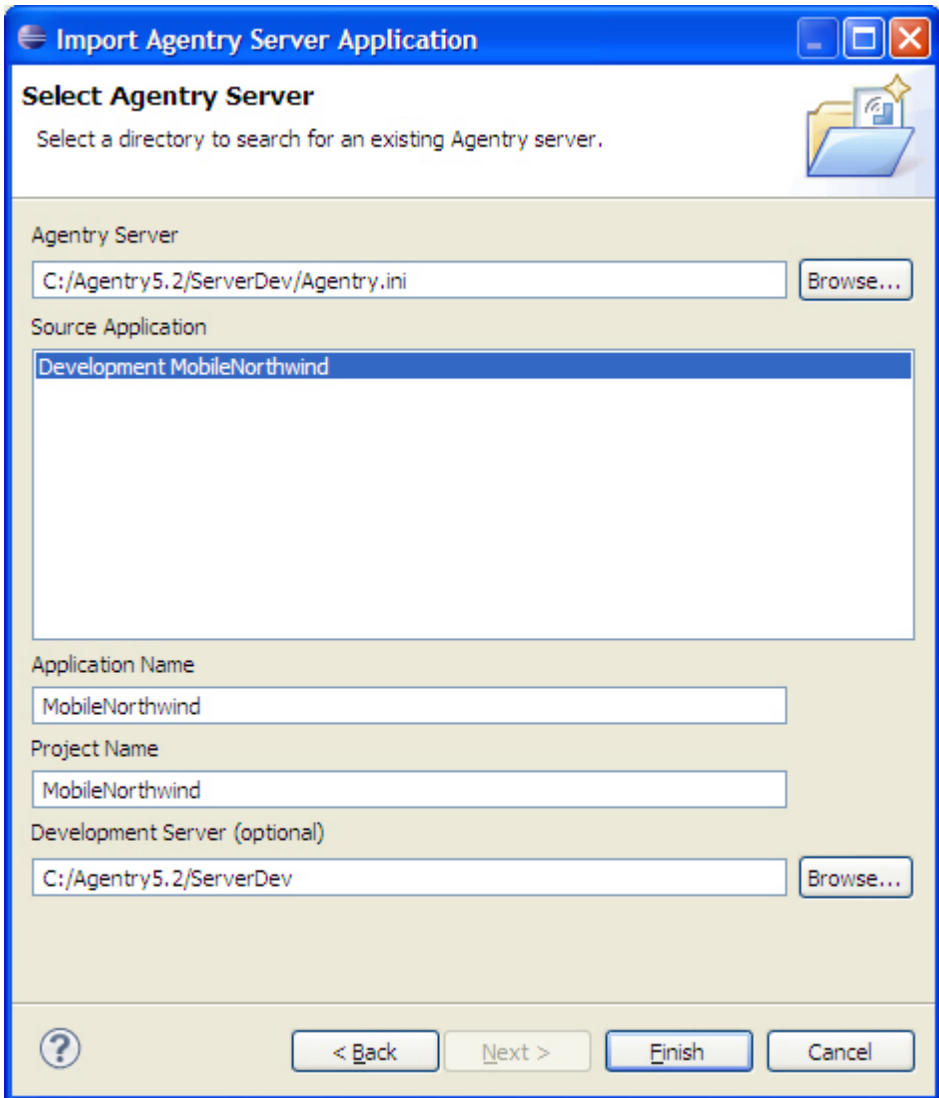 Import Agentry Server Application
Select Agentry Server
Select a directory to search for an existing Agentry server.
Agentry Server
C:/Agentry5.2/ServerDev/Agentry.ini
Browse...
Source Application
Development MobileNorthwind
Application Name
MobileNorthwind
Project Name
MobileNorthwind
Development Server (optional)
C:/Agentry5.2/ServerDev
Browse...
?
< Back
Next >
Finish
Cancel